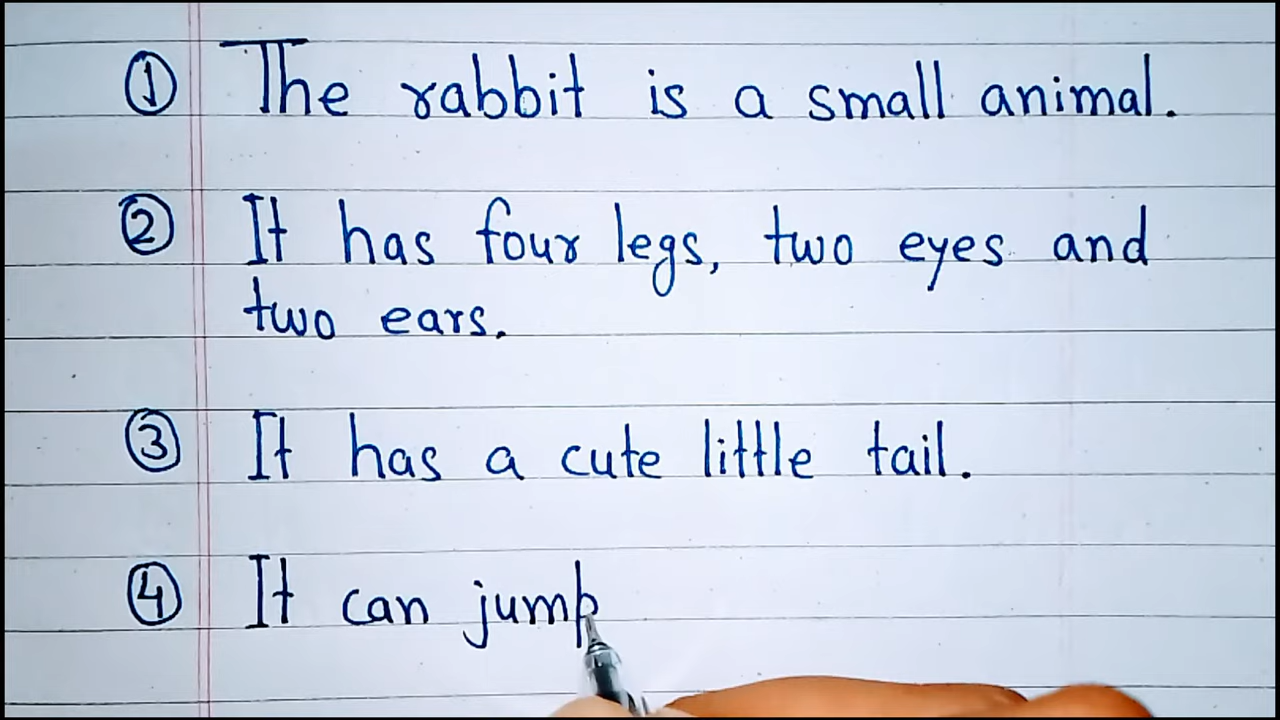 ① The rabbit is a small animal.
② It has four legs, two eyes and
two ears.
③ It has a cute little tail.
④ It can jump